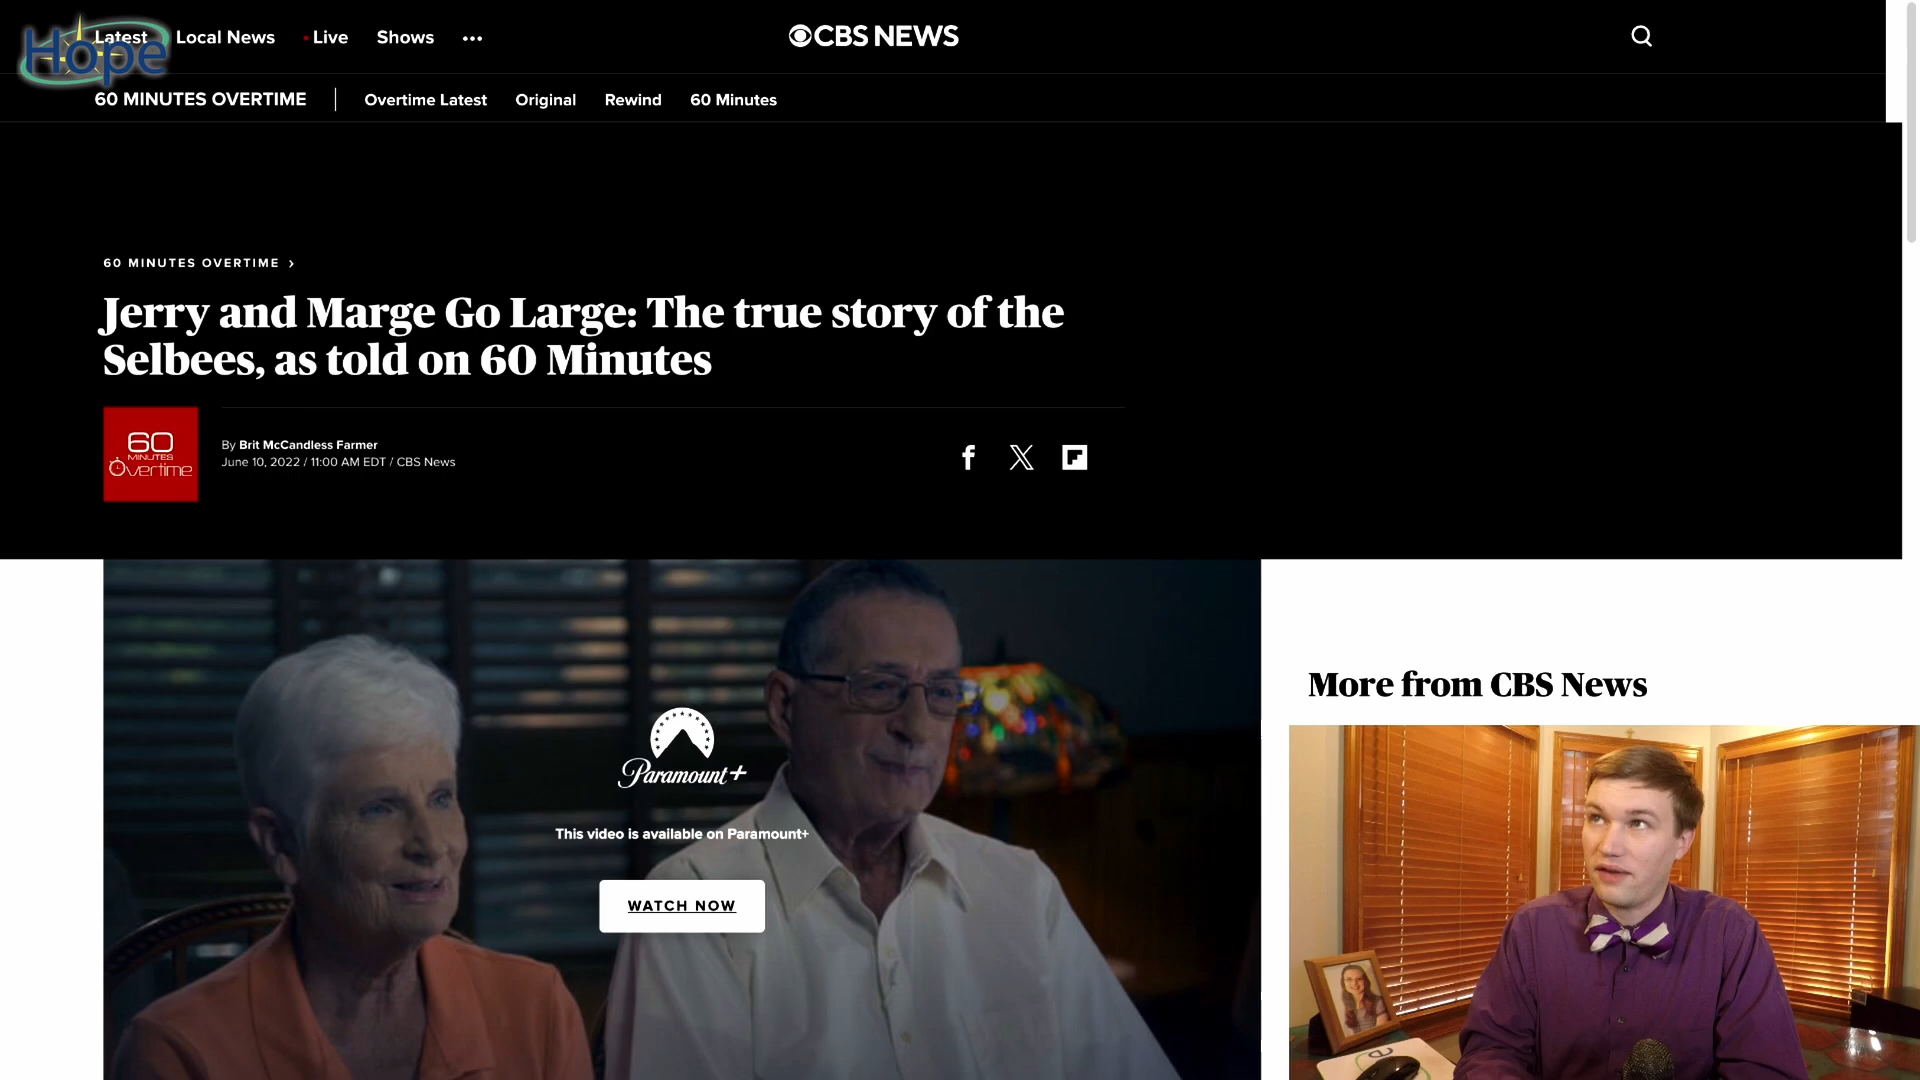 Hope
Latest Local News Live Shows
CBS NEWS
60 MINUTES OVERTIME Overtime Latest Original Rewind 60 Minutes
60 MINUTES OVERTIME
Jerry and Marge Go Large: The true story of the
Selbees, as told on 60 Minutes
60
MINUTES
Overtime
By Brit McCandless Farmer
June 10, 2022 / 11:00 AM EDT / CBS News
Paramount+
This video is available on Paramount+
WATCH NOW
More from CBS News
Hope